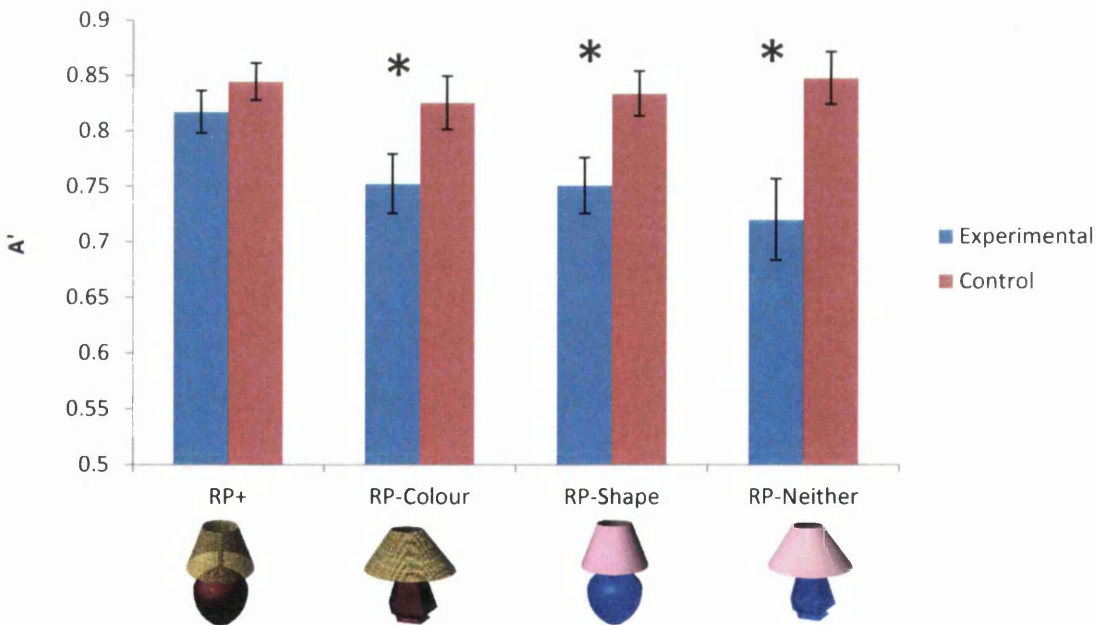 0.9
0.85
0.8
0.75
0.7
0.65
0.6
0.55
0.5
A'
* * *
Experimental
Control
RP+ RP-Colour RP-Shape RP-Neither